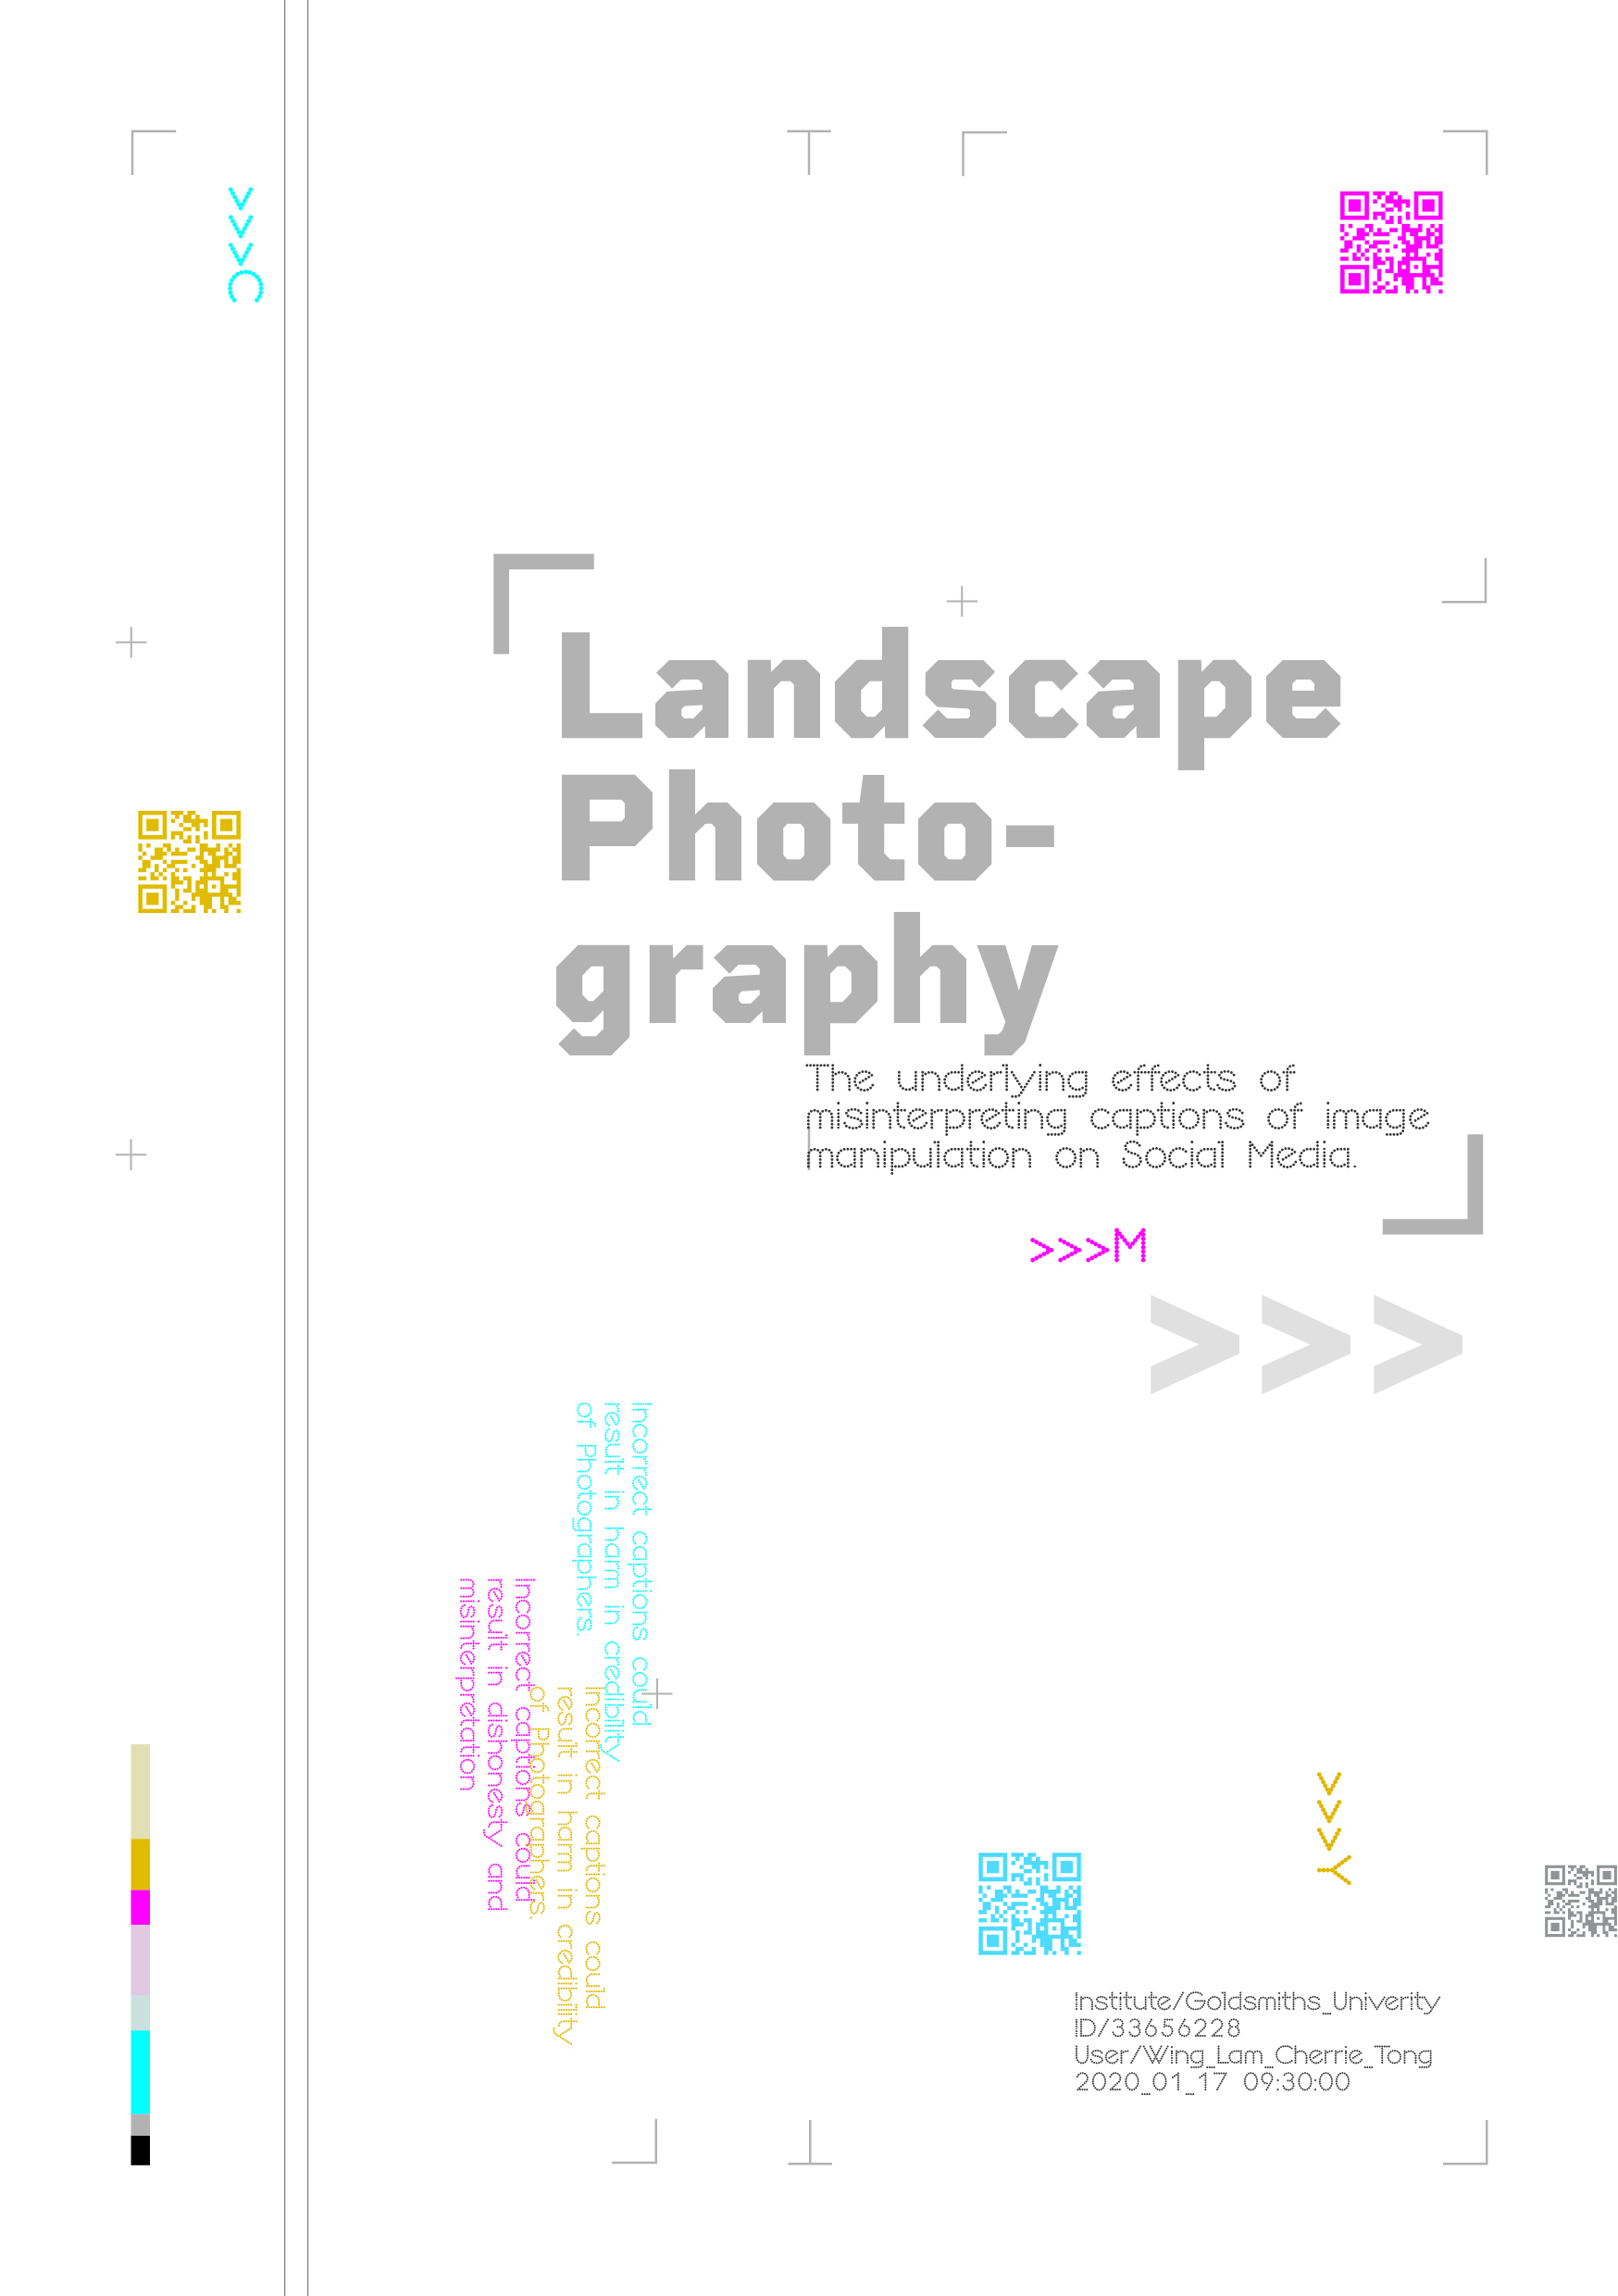 >>>C
Landscape
Photo-
graphy
The underlying effects of
misinterpreting captions of image
manipulation on Social Media.
>>>M
>>>
incorrect captions could
result in harm in credibility
of Photographers.
incorrect captions could
result in dishonesty and
misinterpretation
incorrect captions could
result in harm in credibility
of Photographers.
>>>Y
Institute/Goldsmiths_Univerity
ID/33656228
User/Wing_Lam_Cherrie_Tong
2020_01_17 09:30:00